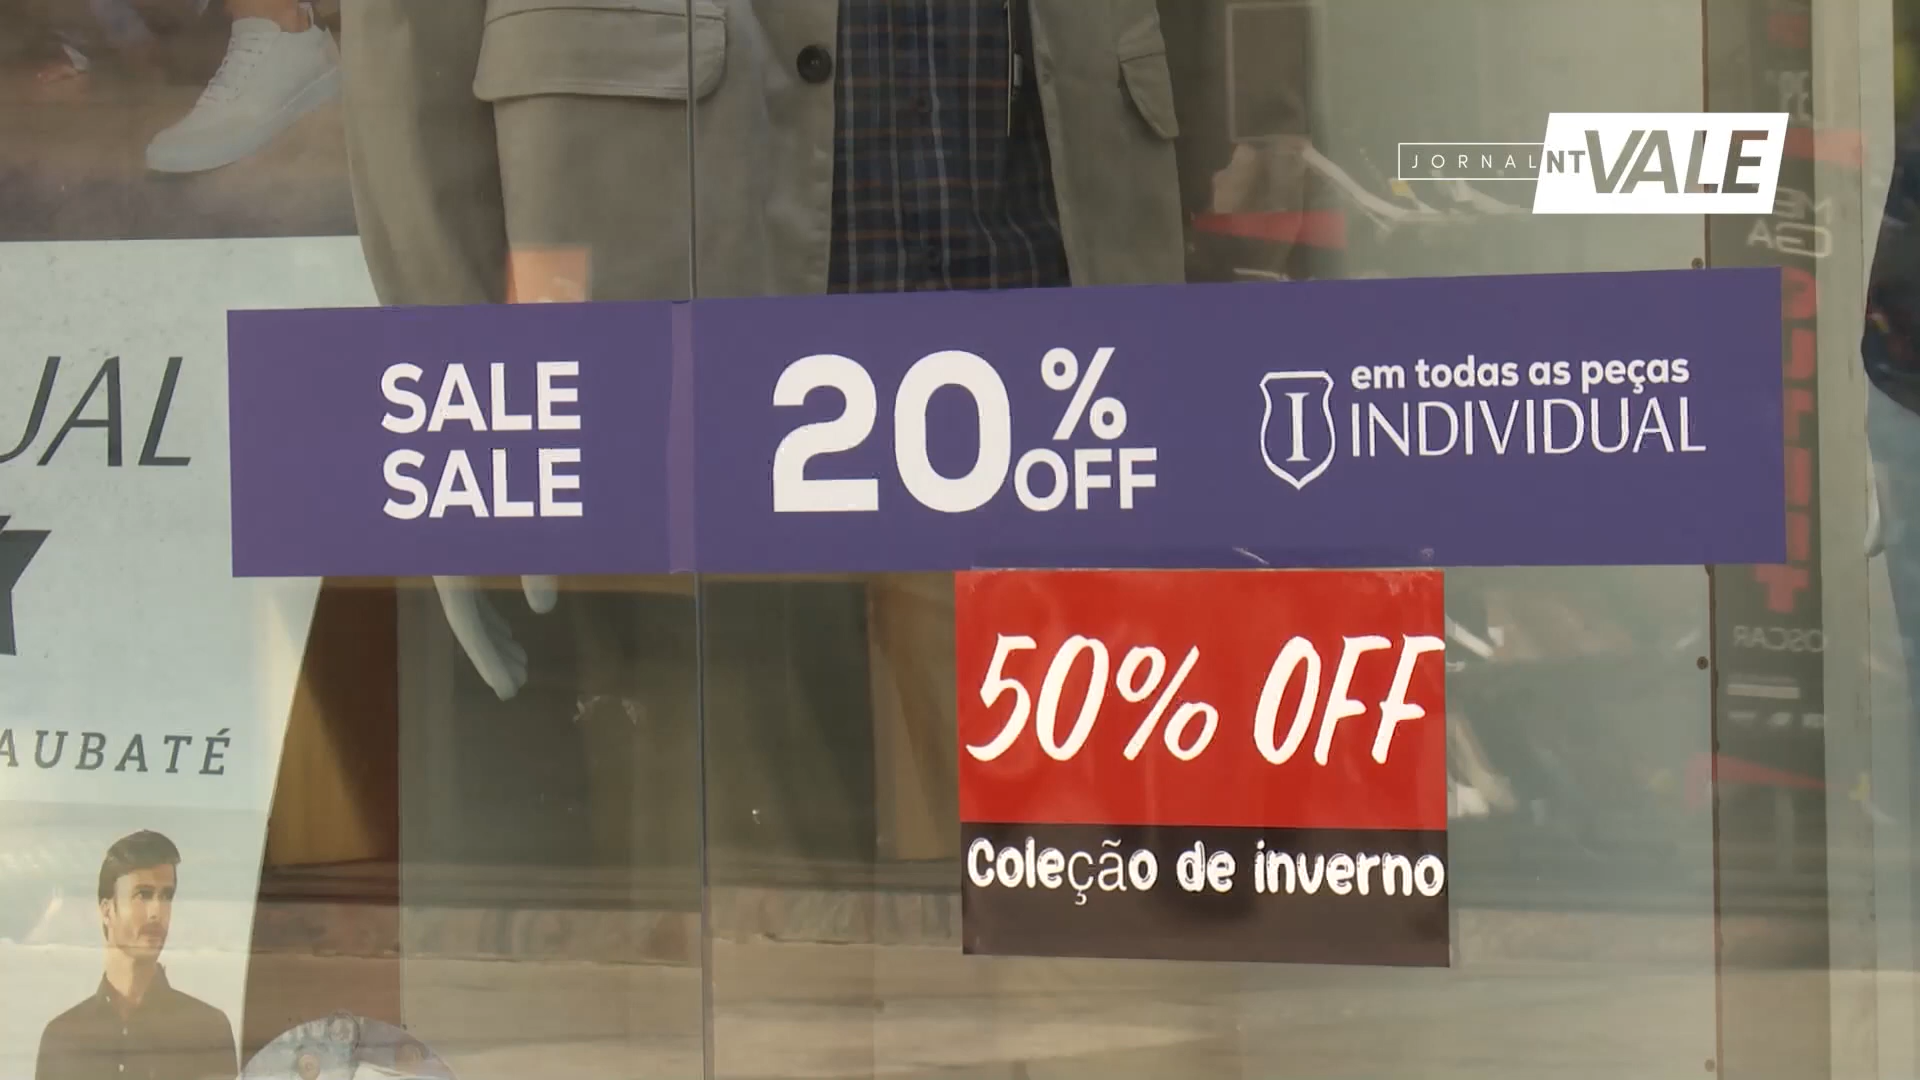 JORNAL NT VALE
SALE
SALE
20%
OFF
em todas as peças
I INDIVIDUAL
UAL
50% OFF
Coleção de inverno
AUBATÉ
OSCAR